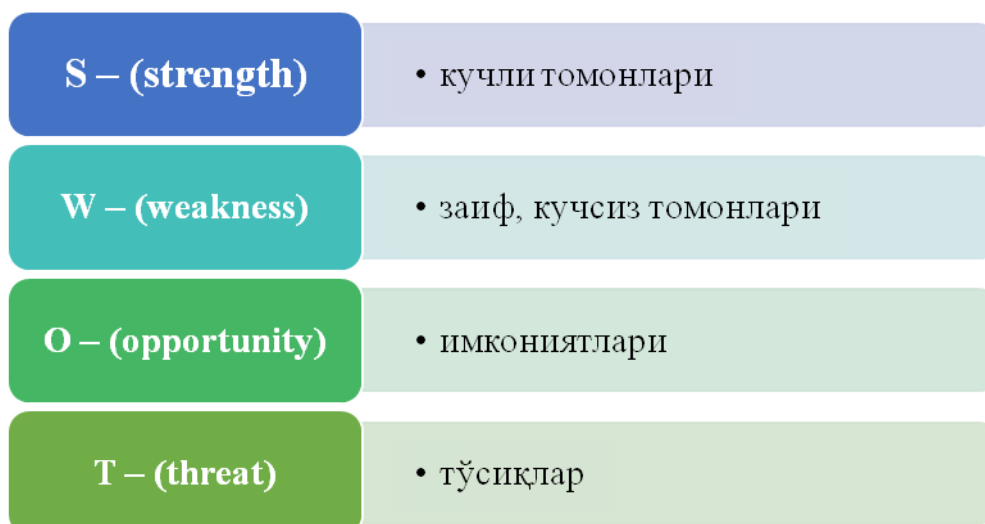 S – (strength)
• кучли томонлари
W – (weakness)
• заиф, кучсиз томонлари
O – (opportunity)
• имкониятлари
T – (threat)
• тўсиқлар